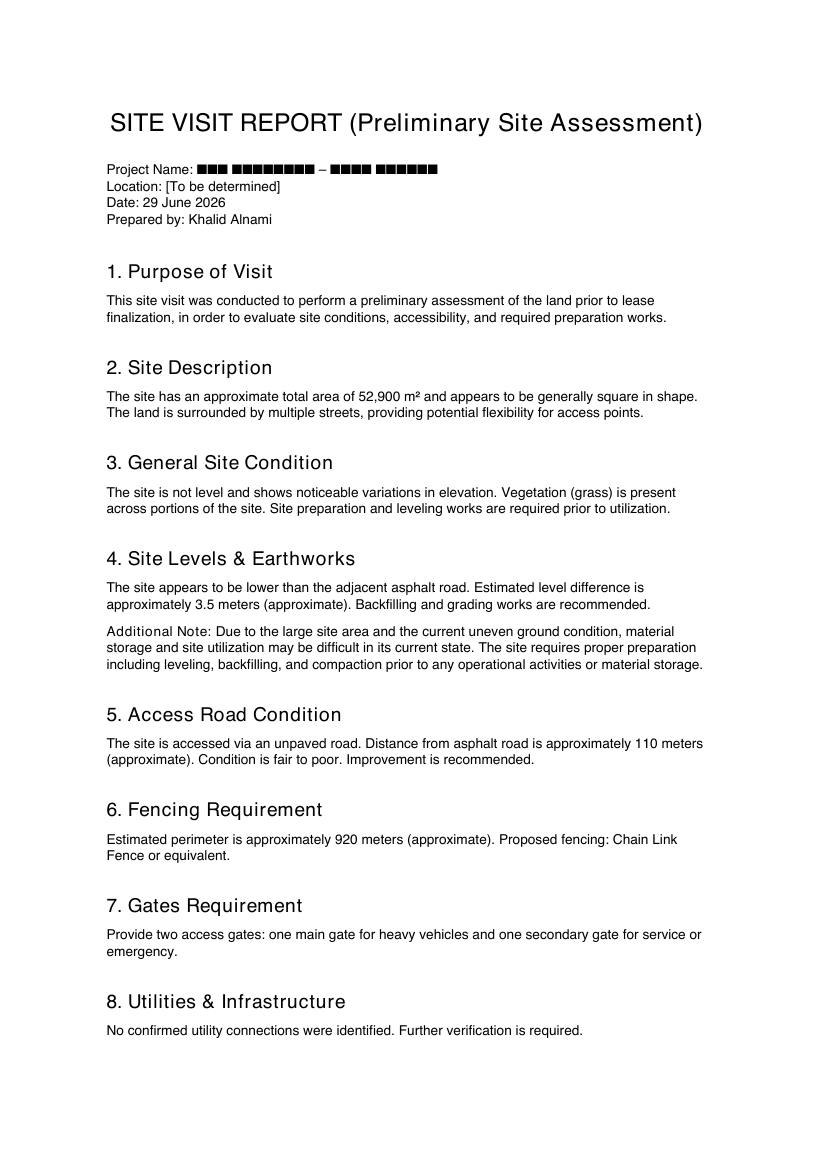 SITE VISIT REPORT (Preliminary Site Assessment)
Project Name: ■■■ ■■■■■■■■ – ■■■■ ■■■■■■
Location: [To be determined]
Date: 29 June 2026
Prepared by: Khalid Alnami
1. Purpose of Visit
This site visit was conducted to perform a preliminary assessment of the land prior to lease
finalization, in order to evaluate site conditions, accessibility, and required preparation works.
2. Site Description
The site has an approximate total area of 52,900 m² and appears to be generally square in shape.
The land is surrounded by multiple streets, providing potential flexibility for access points.
3. General Site Condition
The site is not level and shows noticeable variations in elevation. Vegetation (grass) is present
across portions of the site. Site preparation and leveling works are required prior to utilization.
4. Site Levels & Earthworks
The site appears to be lower than the adjacent asphalt road. Estimated level difference is
approximately 3.5 meters (approximate). Backfilling and grading works are recommended.
Additional Note: Due to the large site area and the current uneven ground condition, material
storage and site utilization may be difficult in its current state. The site requires proper preparation
including leveling, backfilling, and compaction prior to any operational activities or material storage.
5. Access Road Condition
The site is accessed via an unpaved road. Distance from asphalt road is approximately 110 meters
(approximate). Condition is fair to poor. Improvement is recommended.
6. Fencing Requirement
Estimated perimeter is approximately 920 meters (approximate). Proposed fencing: Chain Link
Fence or equivalent.
7. Gates Requirement
Provide two access gates: one main gate for heavy vehicles and one secondary gate for service or
emergency.
8. Utilities & Infrastructure
No confirmed utility connections were identified. Further verification is required.